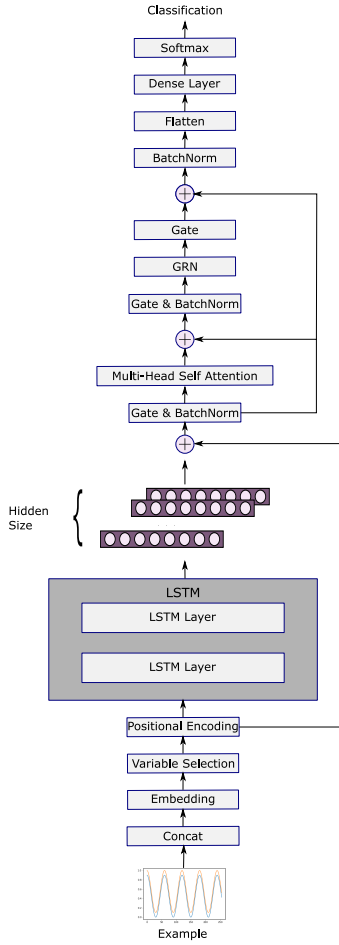 Classification
Softmax
Dense Layer
Flatten
BatchNorm
Gate
GRN
Gate & BatchNorm
Multi-Head Self Attention
Gate & BatchNorm
Hidden
Size
LSTM
LSTM Layer
LSTM Layer
Positional Encoding
Variable Selection
Embedding
Concat
Example